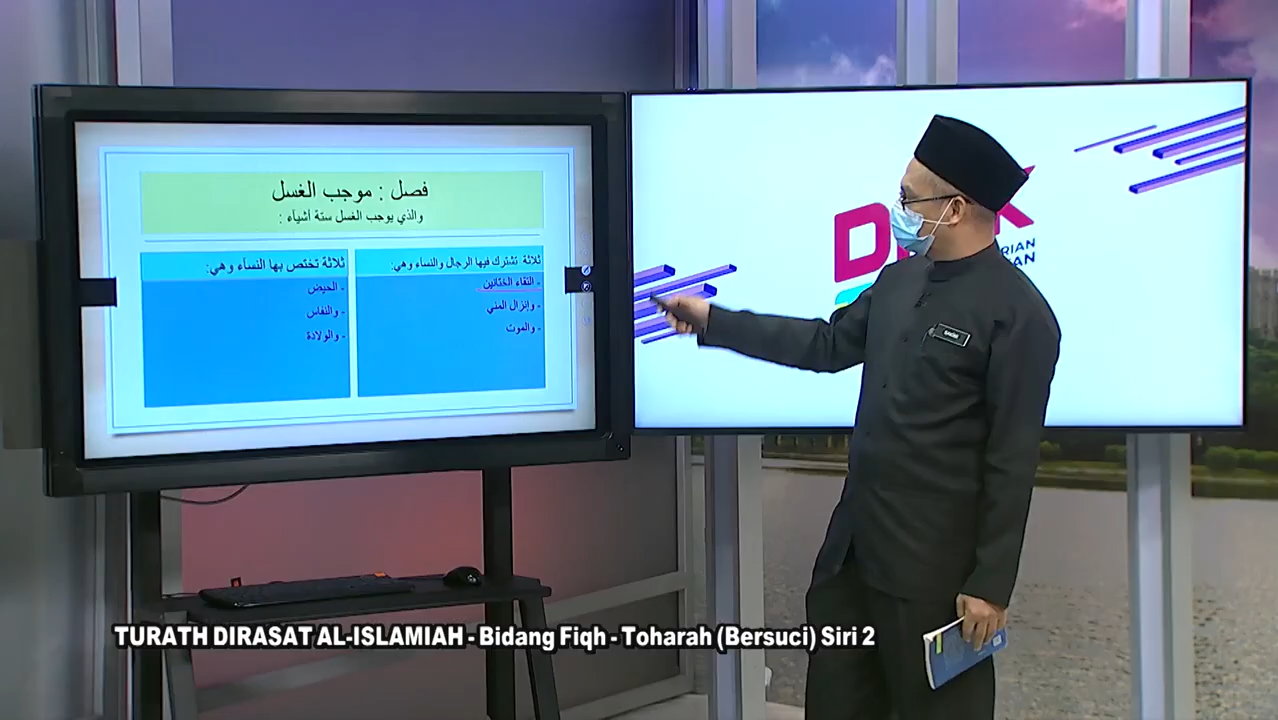 فصل : موجب الغسل
والذي يوجب الغسل ستة أشياء :
ثلاثة تشترك فيها الرجال والنساء وهي:
- التقاء الختانين
- وإنزال المني
- والموت
ثلاثة تختص بها النساء وهي:
- الحيض
- والنفاس
- والولادة
TURATH DIRASAT AL-ISLAMIAH - Bidang Fiqh - Toharah (Bersuci) Siri 2